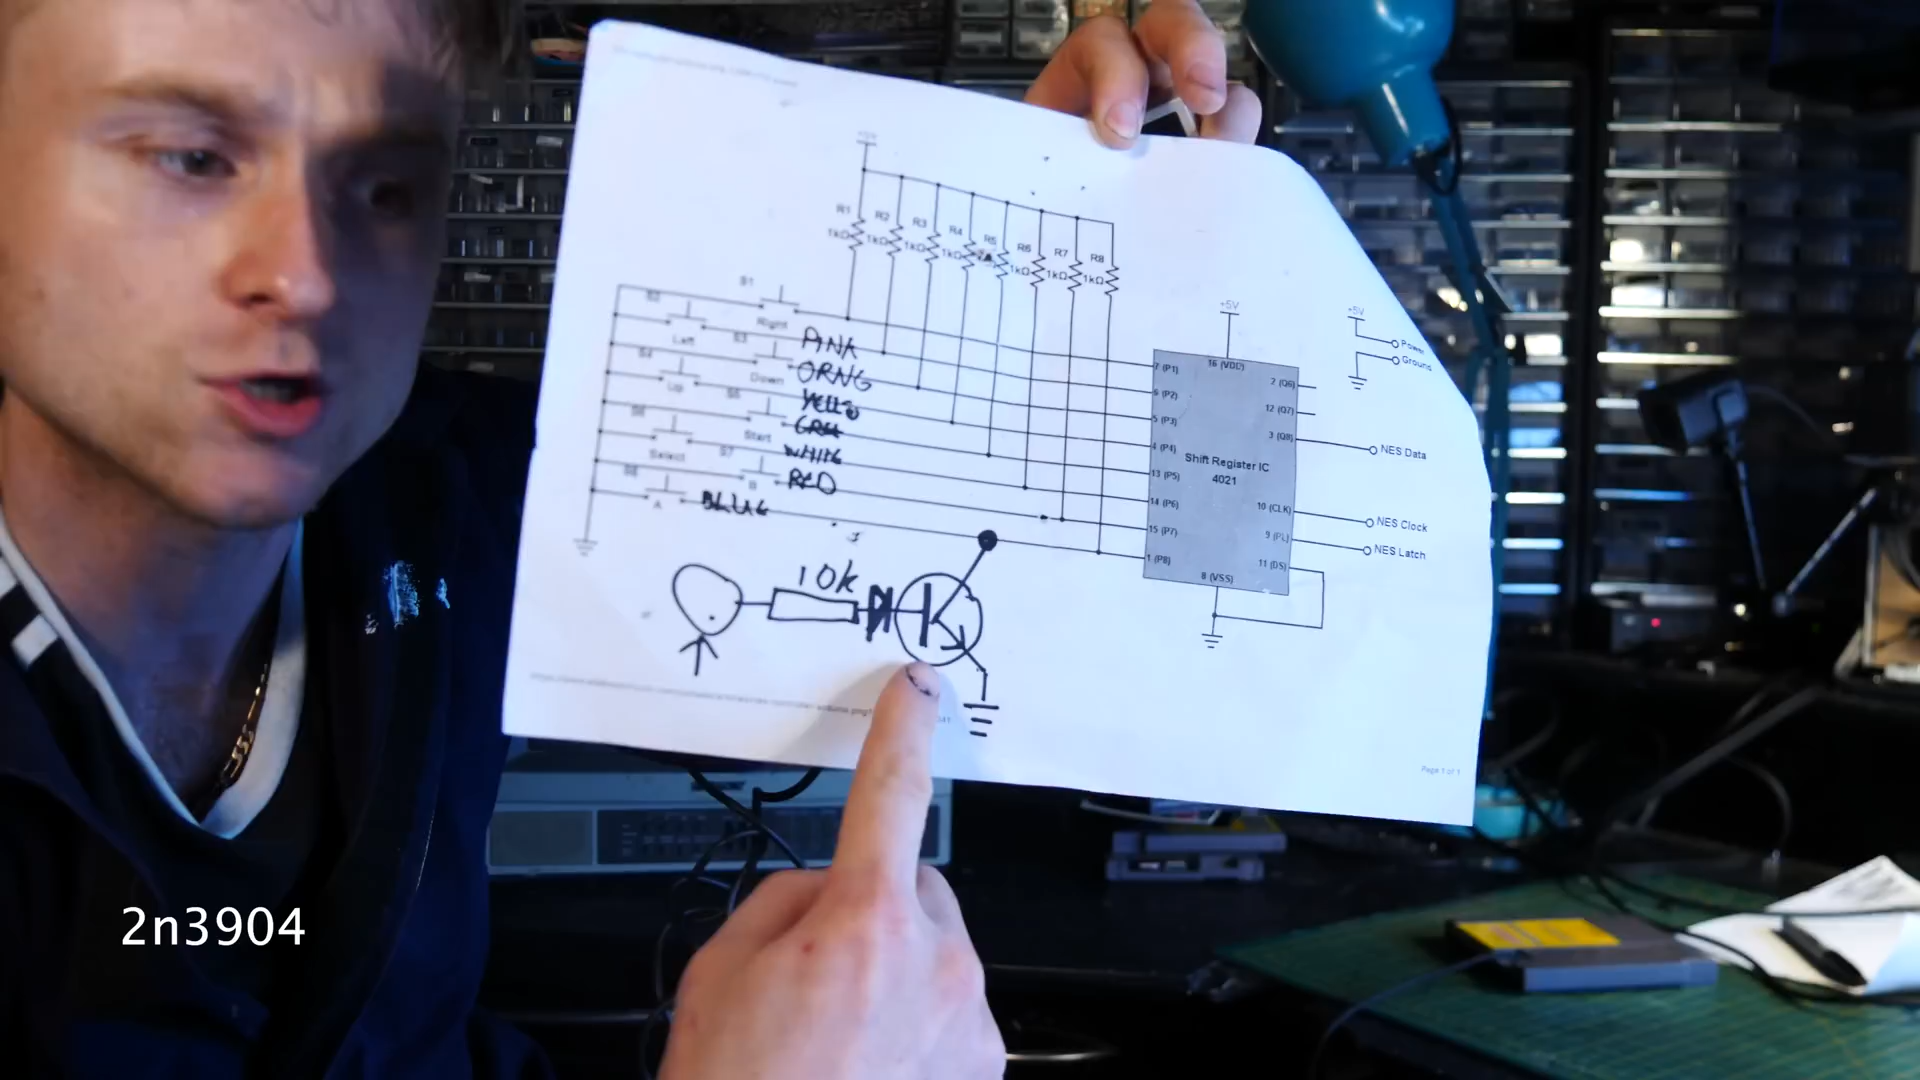 +5V
R1 R2 R3 R4 R5 R6 R7 R8
1kΩ 1kΩ 1kΩ 1kΩ 1kΩ 1kΩ 1kΩ
S1
Right
S2
Left
S3
Down
S4
Up
S5
Start
S6
Select
S7
B
S8
A
PINK
ORNG
YELLO
GREE
WHITE
RED
BLUE
10k
+5V
16 (VDD)
7 (P1)
6 (P2)
5 (P3)
4 (P4)
13 (P5)
14 (P6)
15 (P7)
1 (P8)
Shift Register IC
4021
2 (Q6)
12 (Q7)
3 (Q8)
10 (CLK)
9 (PL)
11 (DS)
8 (VSS)
+5V
Power
Ground
NES Data
NES Clock
NES Latch
Page 1 of 1
2n3904